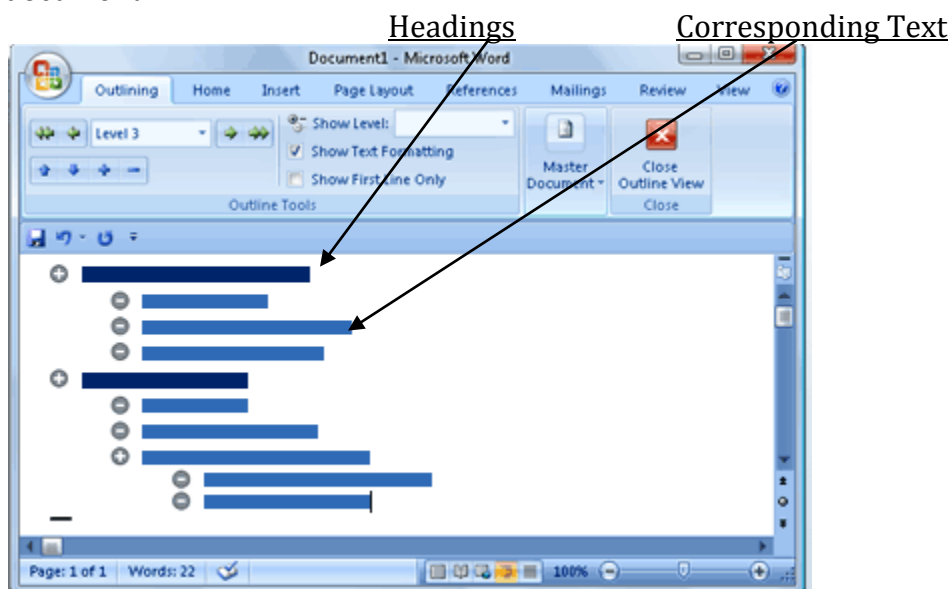 Headings Corresponding Text
Document1 - Microsoft Word
Outlining Home Insert Page Layout References Mailings Review View
Level 3 Show Level:
Show Text Formatting
Show First Line Only
Master Document
Close Outline View
Outline Tools Close
Page: 1 of 1 Words: 22 100%